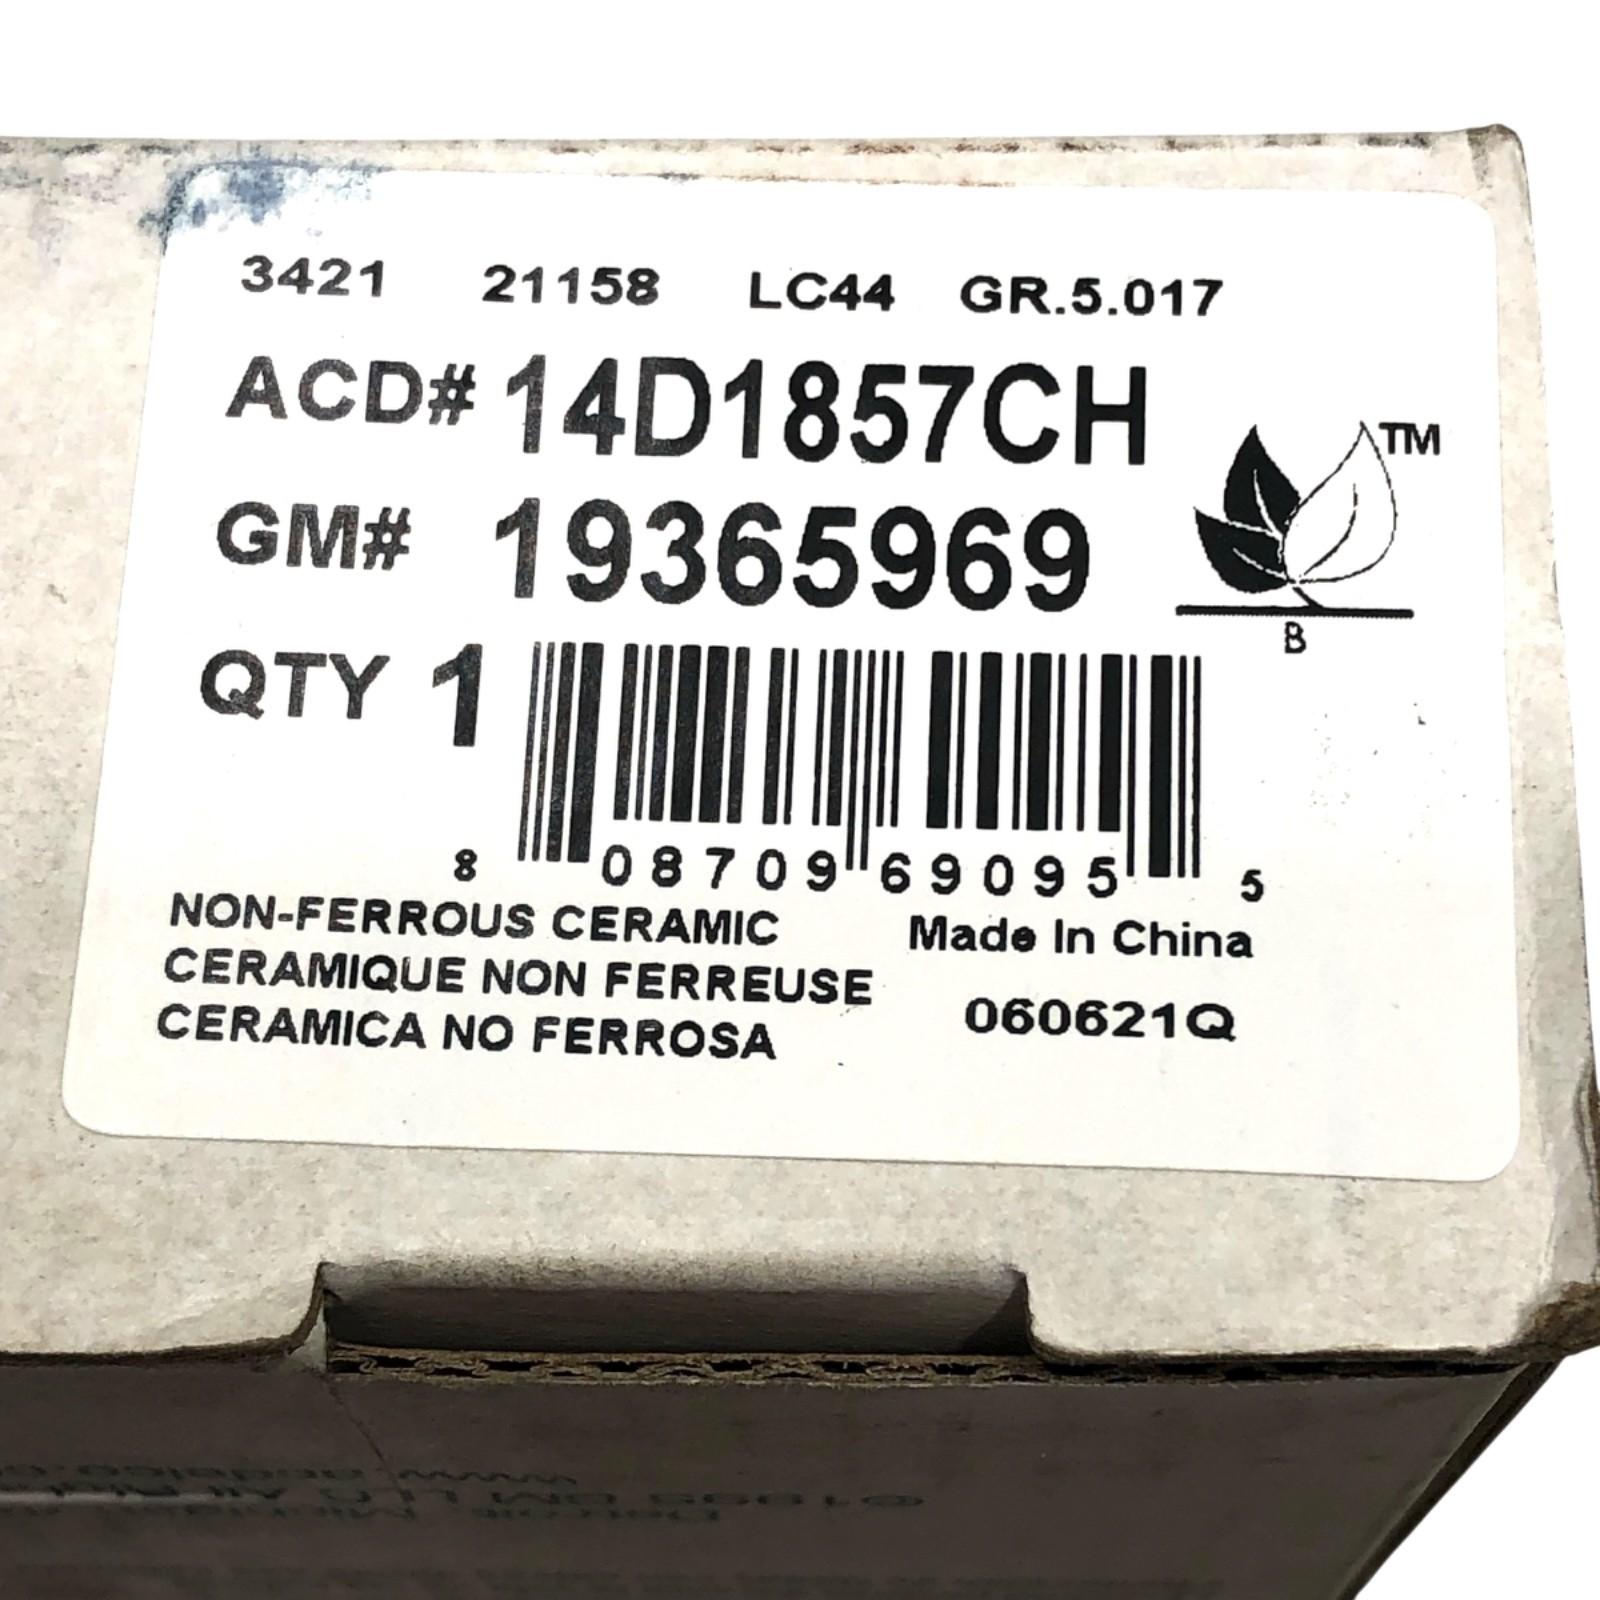 3421 21158 LC44 GR.5.017
ACD# 14D1857CH
GM# 19365969
TM
B
QTY 1
8 08709 69095 5
NON-FERROUS CERAMIC
CERAMIQUE NON FERREUSE
CERAMICA NO FERROSA
Made In China
060621Q